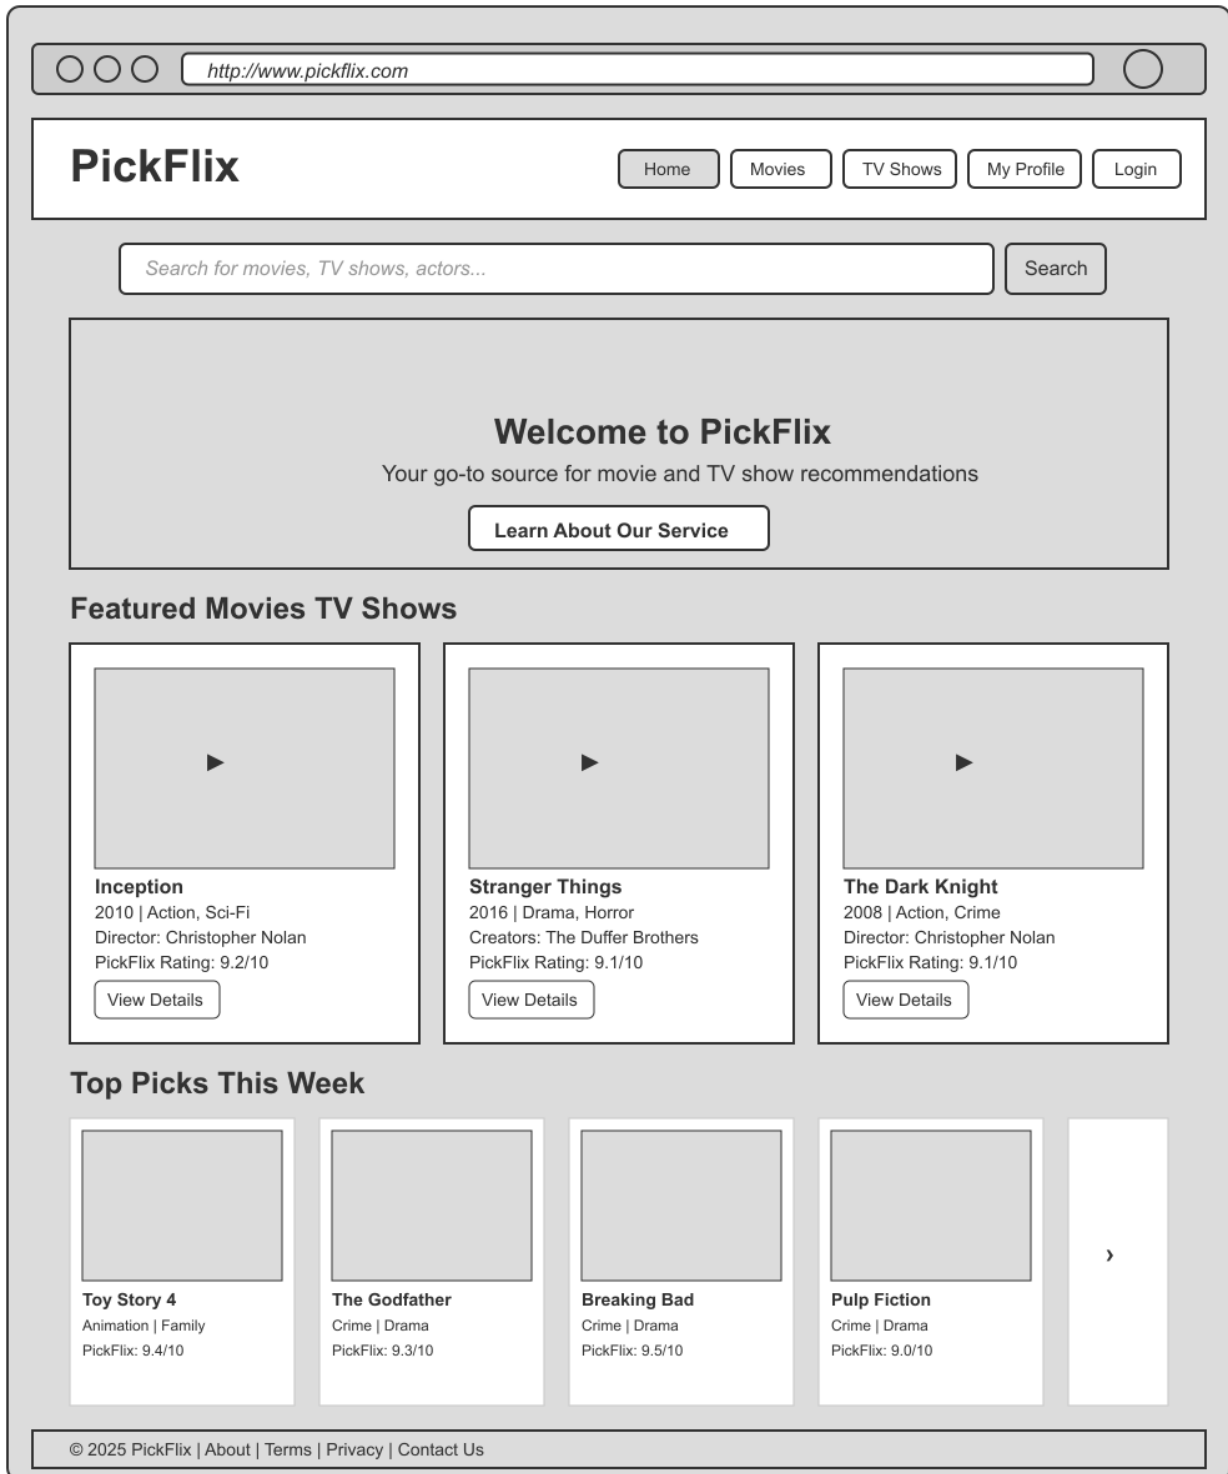 http://www.pickflix.com
PickFlix
Home
Movies
TV Shows
My Profile
Login
Search for movies, TV shows, actors...
Search
Welcome to PickFlix
Your go-to source for movie and TV show recommendations
Learn About Our Service
Featured Movies TV Shows
Inception
2010 | Action, Sci-Fi
Director: Christopher Nolan
PickFlix Rating: 9.2/10
View Details
Stranger Things
2016 | Drama, Horror
Creators: The Duffer Brothers
PickFlix Rating: 9.1/10
View Details
The Dark Knight
2008 | Action, Crime
Director: Christopher Nolan
PickFlix Rating: 9.1/10
View Details
Top Picks This Week
Toy Story 4
Animation | Family
PickFlix: 9.4/10
The Godfather
Crime | Drama
PickFlix: 9.3/10
Breaking Bad
Crime | Drama
PickFlix: 9.5/10
Pulp Fiction
Crime | Drama
PickFlix: 9.0/10
›
© 2025 PickFlix | About | Terms | Privacy | Contact Us